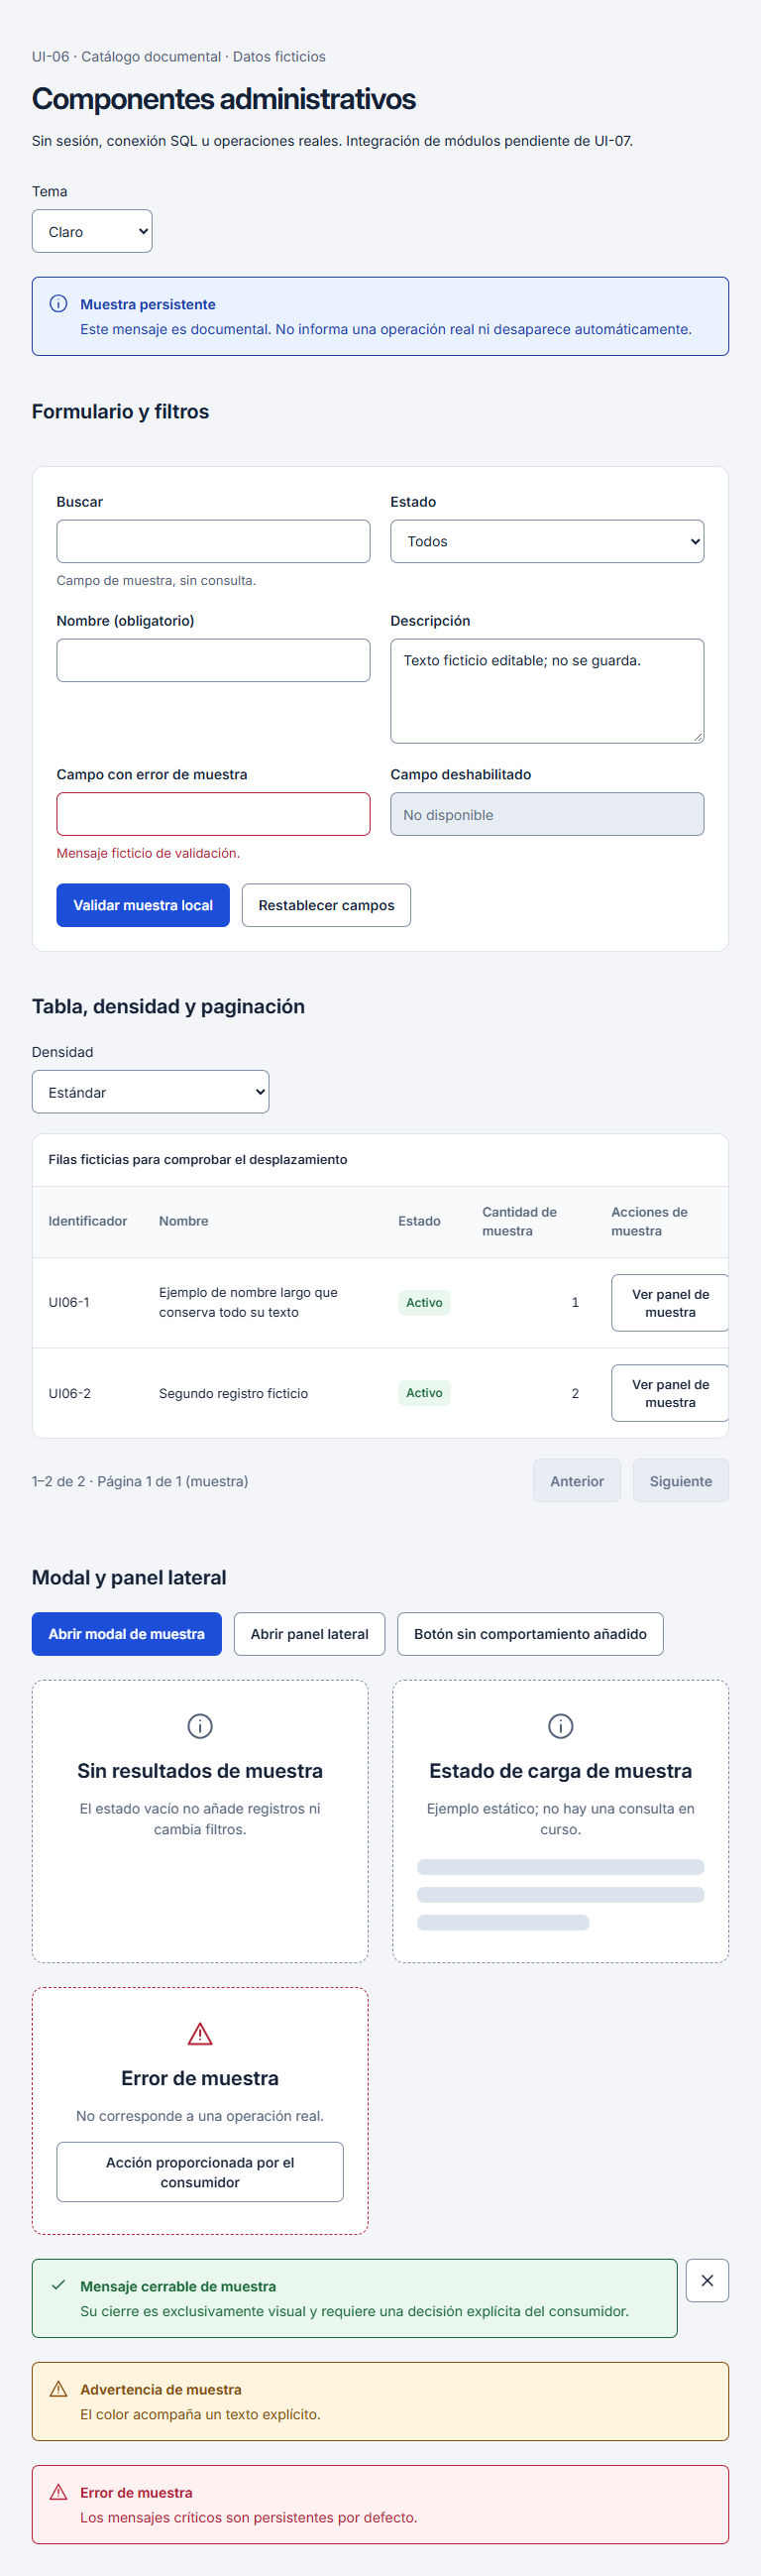 UI-06 · Catálogo documental · Datos ficticios
Componentes administrativos
Sin sesión, conexión SQL u operaciones reales. Integración de módulos pendiente de UI-07.
Tema
Claro
Muestra persistente
Este mensaje es documental. No informa una operación real ni desaparece automáticamente.
Formulario y filtros
Buscar
Estado
Todos
Campo de muestra, sin consulta.
Nombre (obligatorio)
Descripción
Texto ficticio editable; no se guarda.
Campo con error de muestra
Campo deshabilitado
No disponible
Mensaje ficticio de validación.
Validar muestra local
Restablecer campos
Tabla, densidad y paginación
Densidad
Estándar
Filas ficticias para comprobar el desplazamiento
Identificador
Nombre
Estado
Cantidad de
muestra
Acciones de
muestra
UI06-1
Ejemplo de nombre largo que
conserva todo su texto
Activo
1
Ver panel de
muestra
UI06-2
Segundo registro ficticio
Activo
2
Ver panel de
muestra
1–2 de 2 · Página 1 de 1 (muestra)
Anterior
Siguiente
Modal y panel lateral
Abrir modal de muestra
Abrir panel lateral
Botón sin comportamiento añadido
Sin resultados de muestra
El estado vacío no añade registros ni
cambia filtros.
Estado de carga de muestra
Ejemplo estático; no hay una consulta en
curso.
Error de muestra
No corresponde a una operación real.
Acción proporcionada por el
consumidor
Mensaje cerrable de muestra
Su cierre es exclusivamente visual y requiere una decisión explícita del consumidor.
Advertencia de muestra
El color acompaña un texto explícito.
Error de muestra
Los mensajes críticos son persistentes por defecto.